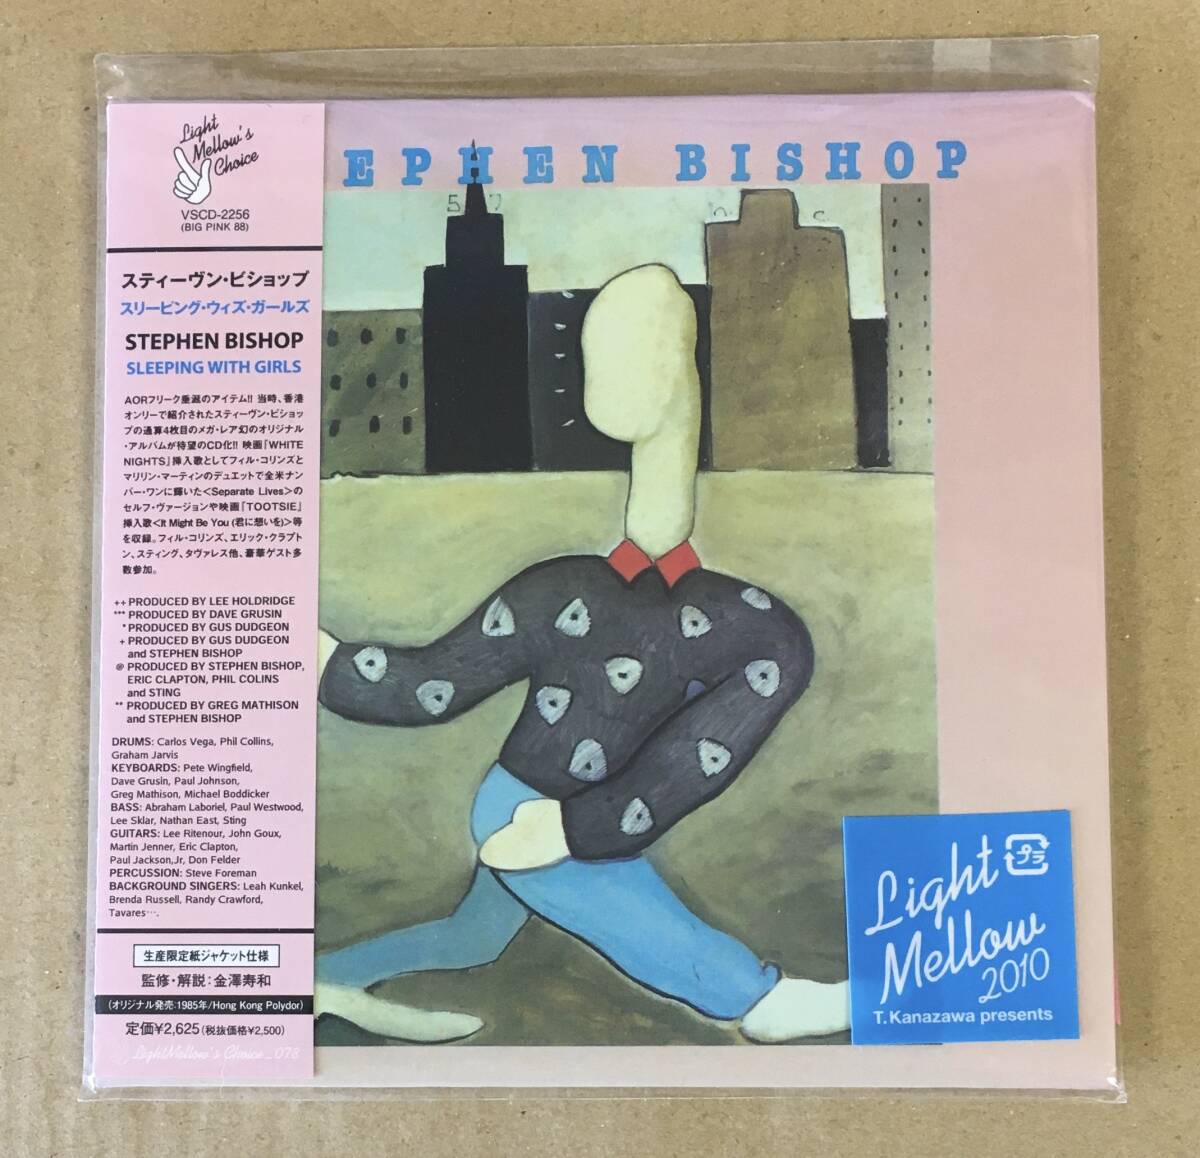 Light
Mellow's
Choice
VSCD-2256
(BIG PINK 88)
スティーヴン・ビショップ
スリーピング・ウィズ・ガールズ
STEPHEN BISHOP
SLEEPING WITH GIRLS
AORフリーク垂涎のアイテム!! 当時、香港
オンリーで紹介されたスティーヴン・ビショッ
プの通算4枚目のメガ・レア幻のオリジナル
・アルバムが待望のCD化!! 映画『WHITE
NIGHTS』挿入歌としてフィル・コリンズと
マリリン・マーティンのデュエットで全米ナン
バー・ワンに輝いた<Separate Lives>の
セルフ・ヴァージョンや映画『TOOTSIE』
挿入歌<It Might Be You (君に想いを)>等
を収録。フィル・コリンズ、エリック・クラプト
ン、スティング、タヴァレス他、豪華ゲスト多
数参加。
++ PRODUCED BY LEE HOLDRIDGE
*** PRODUCED BY DAVE GRUSIN
* PRODUCED BY GUS DUDGEON
+ PRODUCED BY GUS DUDGEON
and STEPHEN BISHOP
@ PRODUCED BY STEPHEN BISHOP,
ERIC CLAPTON, PHIL COLINS
and STING
** PRODUCED BY GREG MATHISON
and STEPHEN BISHOP
DRUMS: Carlos Vega, Phil Collins,
Graham Jarvis
KEYBOARDS: Pete Wingfield,
Dave Grusin, Paul Johnson,
Greg Mathison, Michael Boddicker
BASS: Abraham Laboriel, Paul Westwood,
Lee Sklar, Nathan East, Sting
GUITARS: Lee Ritenour, John Goux,
Martin Jenner, Eric Clapton,
Paul Jackson,Jr, Don Felder
PERCUSSION: Steve Foreman
BACKGROUND SINGERS: Leah Kunkel,
Brenda Russell, Randy Crawford,
Tavares….
生産限定紙ジャケット仕様
監修・解説：金澤寿和
(オリジナル発売:1985年/Hong Kong Polydor)
定価¥2,625(税抜価格¥2,500)
LightMellow's Choice_078
EPHEN BISHOP
プラ
Light
Mellow
2010
T.Kanazawa presents